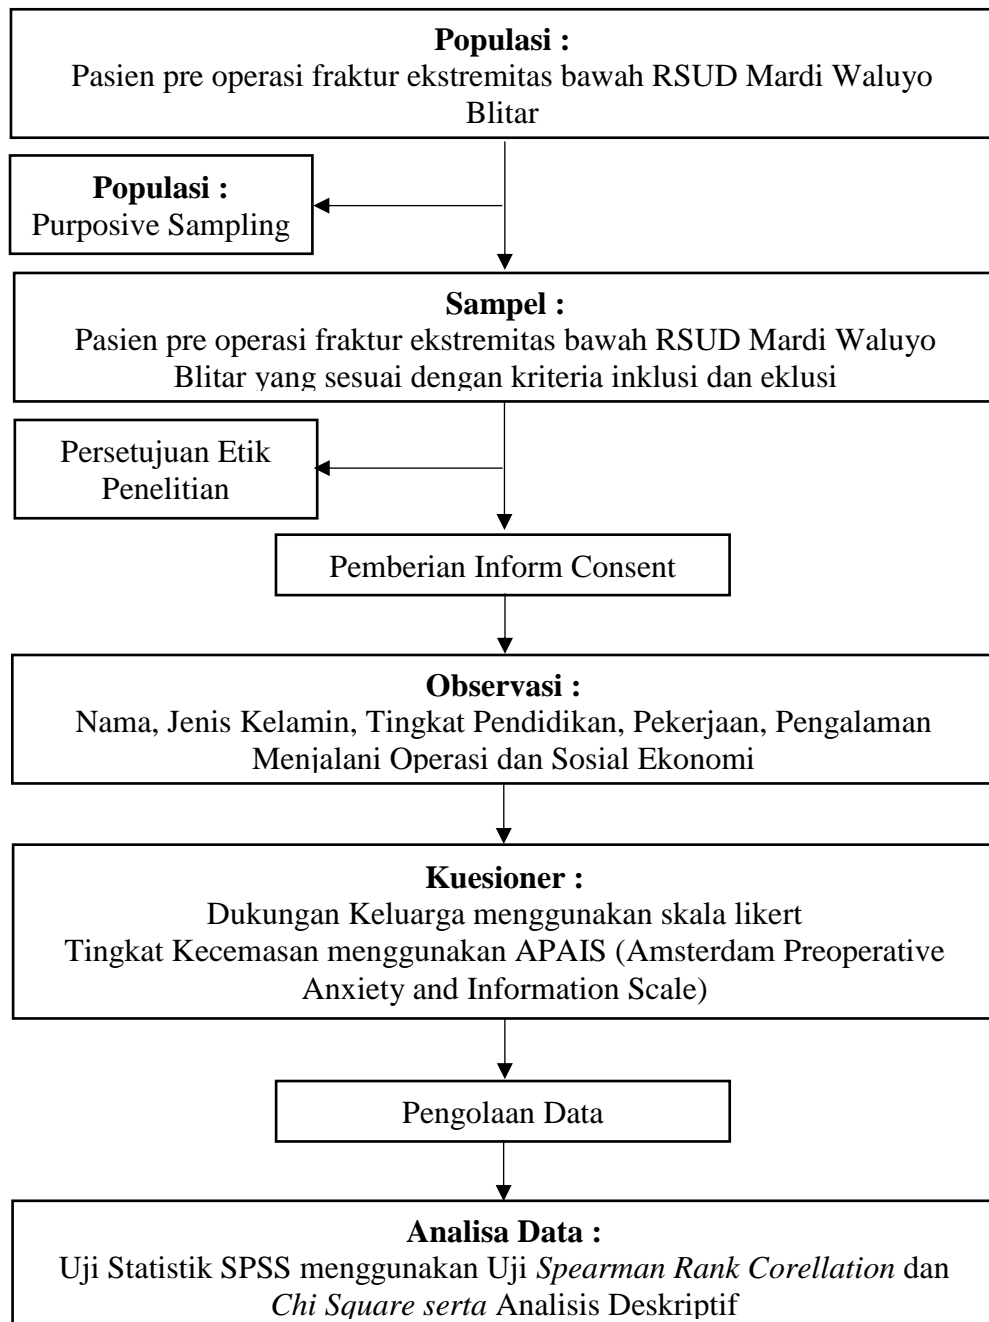 Populasi :
Pasien pre operasi fraktur ekstremitas bawah RSUD Mardi Waluyo
Blitar
Populasi :
Purposive Sampling
Sampel :
Pasien pre operasi fraktur ekstremitas bawah RSUD Mardi Waluyo
Blitar yang sesuai dengan kriteria inklusi dan eklusi
Persetujuan Etik
Penelitian
Pemberian Inform Consent
Observasi :
Nama, Jenis Kelamin, Tingkat Pendidikan, Pekerjaan, Pengalaman
Menjalani Operasi dan Sosial Ekonomi
Kuesioner :
Dukungan Keluarga menggunakan skala likert
Tingkat Kecemasan menggunakan APAIS (Amsterdam Preoperative
Anxiety and Information Scale)
Pengolaan Data
Analisa Data :
Uji Statistik SPSS menggunakan Uji Spearman Rank Corellation dan
Chi Square serta Analisis Deskriptif